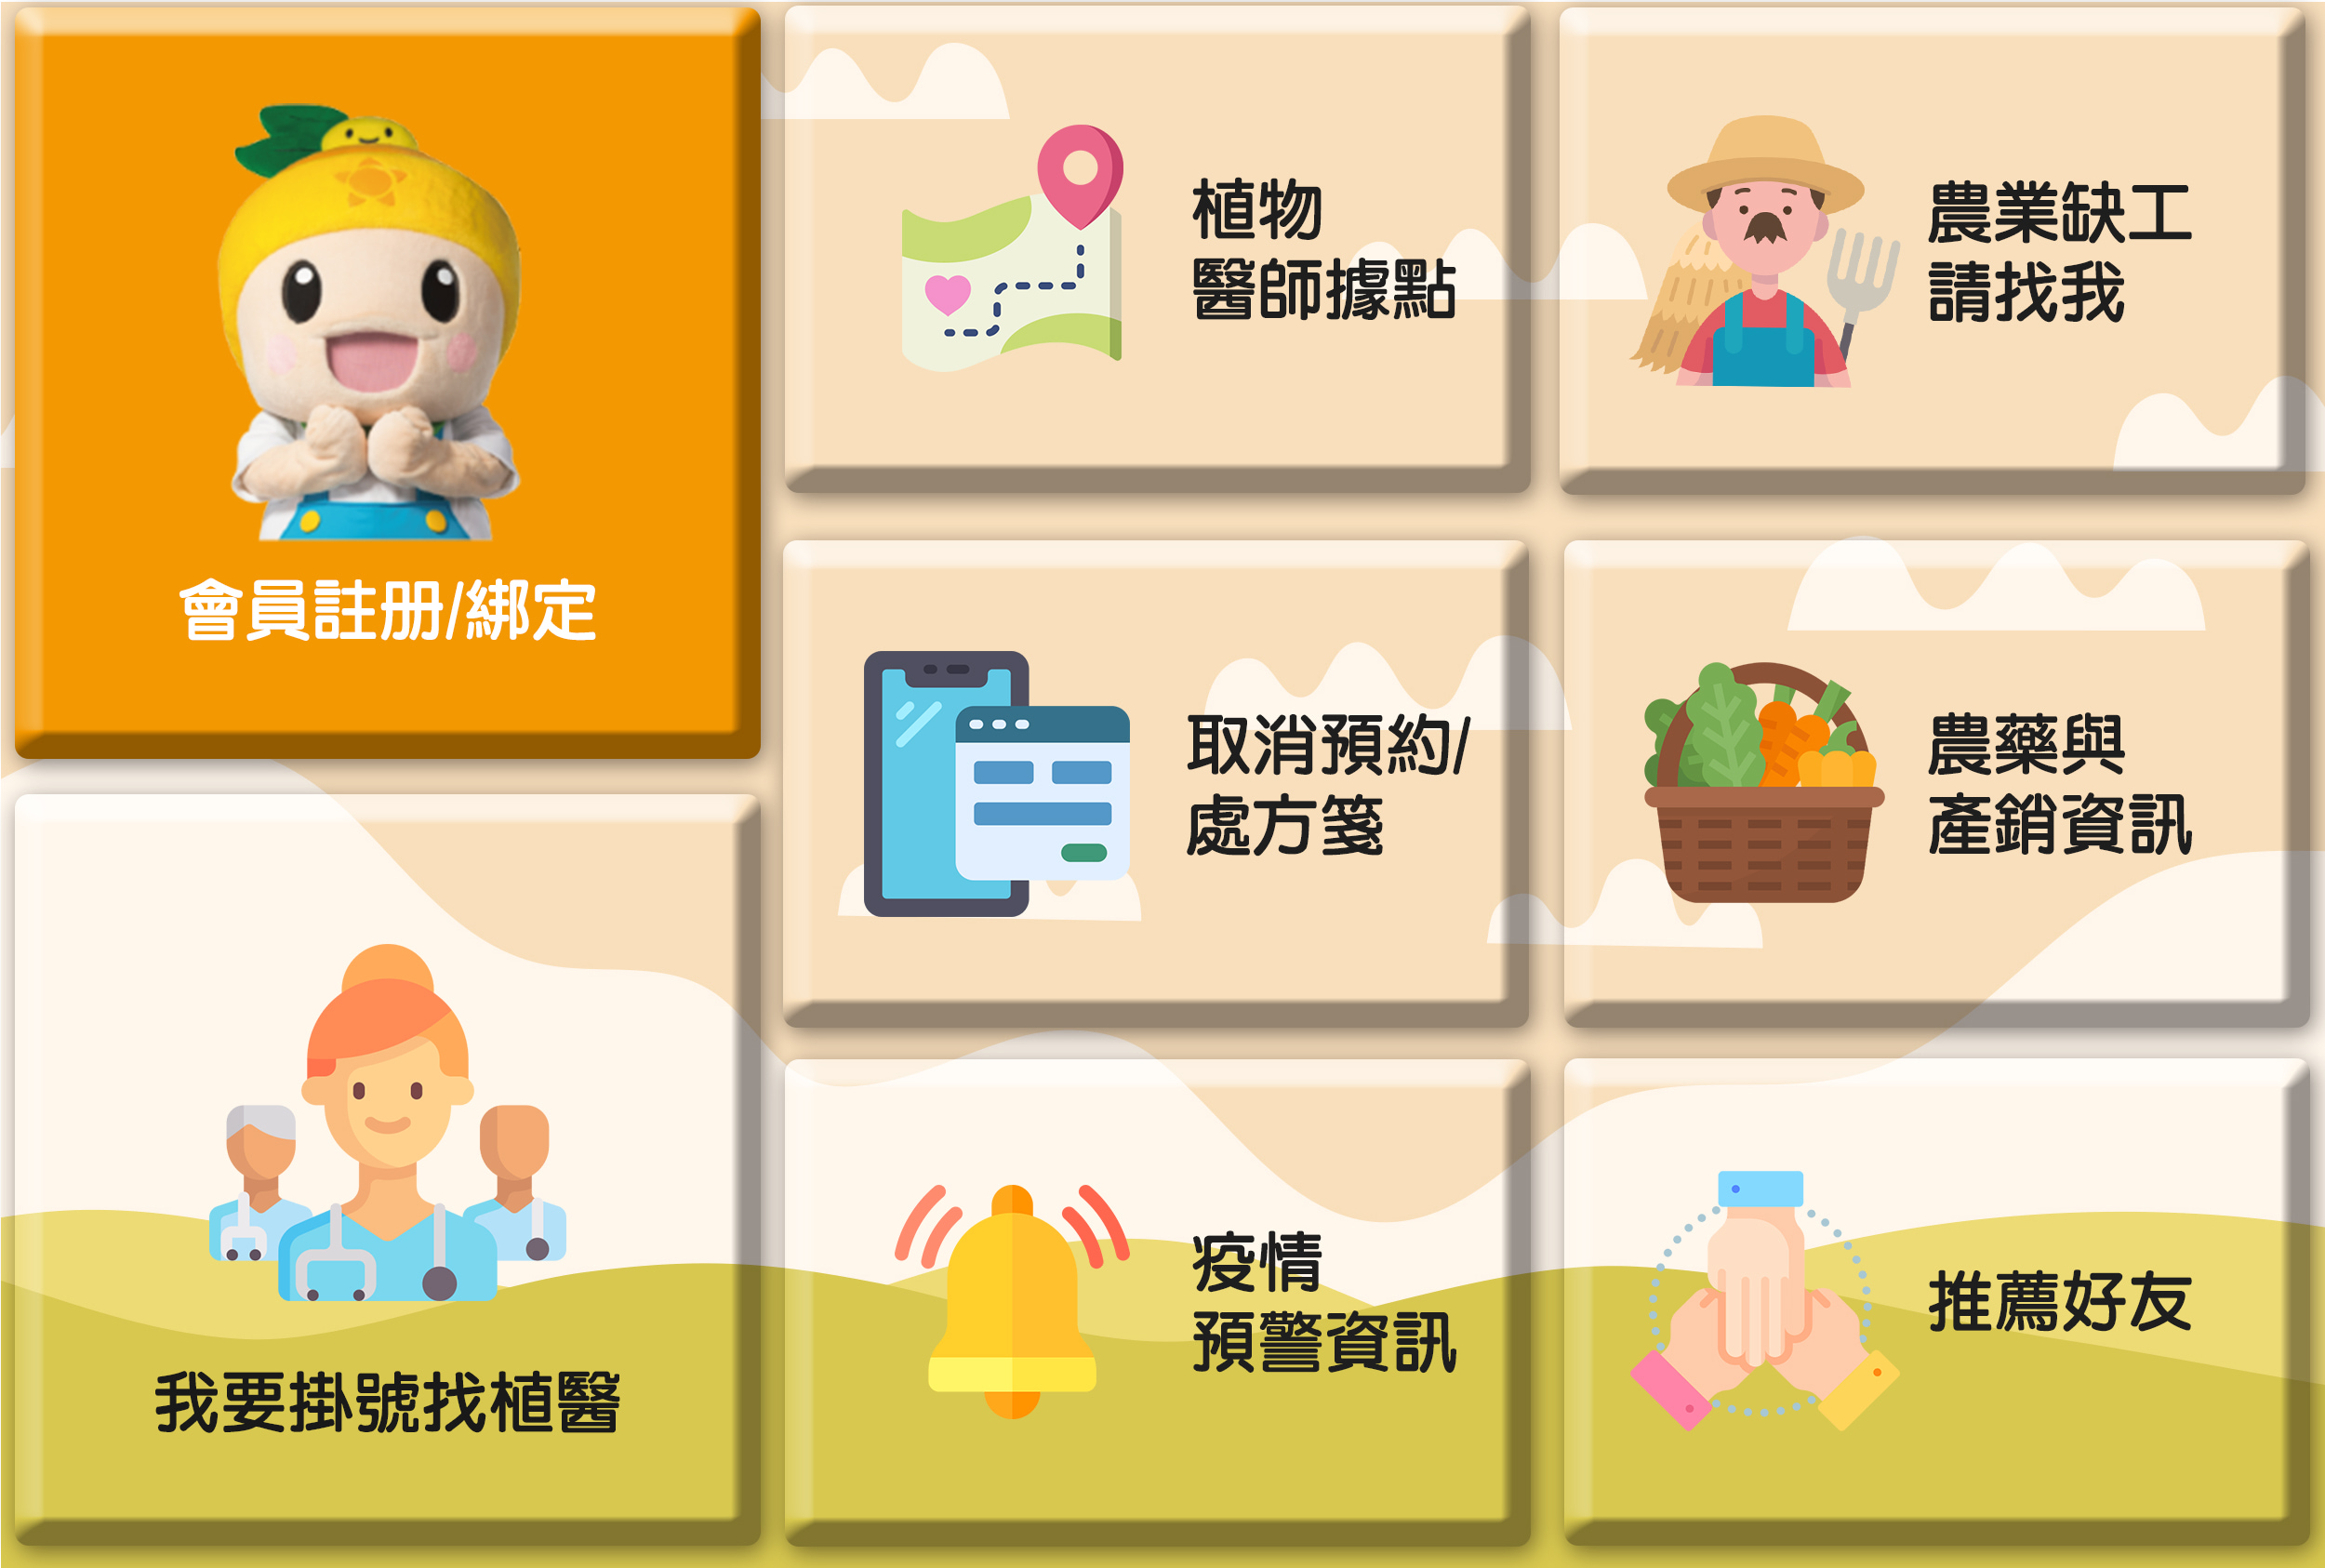 會員註册/綁定
植物
醫師據點
農業缺工
請找我
取消預約/
處方箋
農藥與
產銷資訊
我要掛號找植醫
疫情
預警資訊
推薦好友